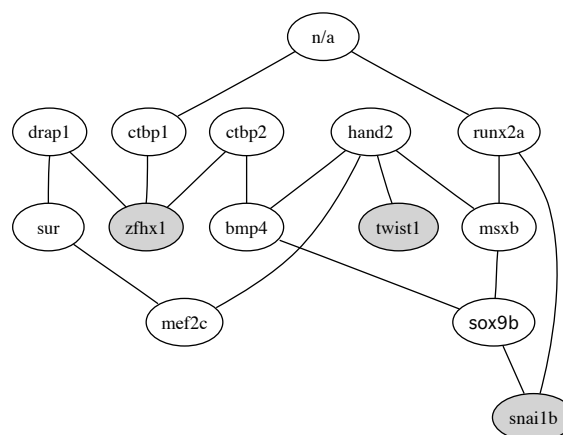 n/a
drap1
ctbp1
ctbp2
hand2
runx2a
sur
zfhx1
bmp4
twist1
msxb
mef2c
sox9b
snai1b